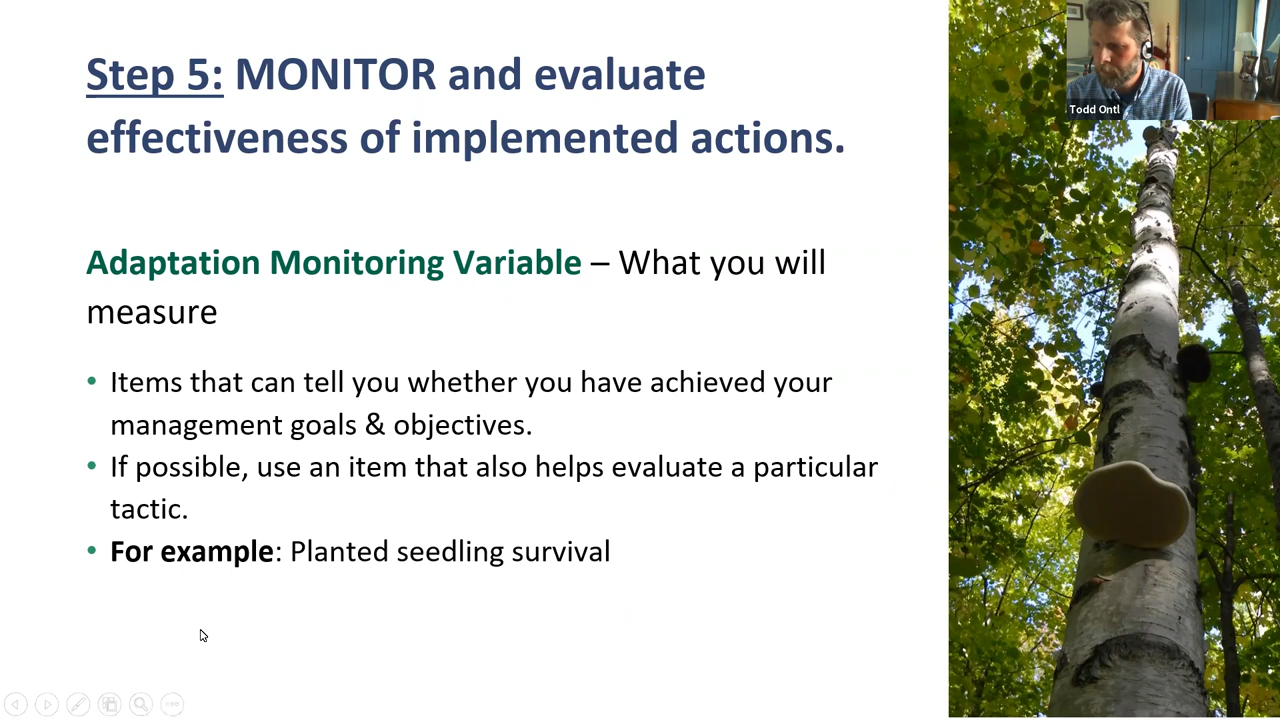 Step 5: MONITOR and evaluate
effectiveness of implemented actions.
Adaptation Monitoring Variable – What you will
measure
• Items that can tell you whether you have achieved your
management goals & objectives.
• If possible, use an item that also helps evaluate a particular
tactic.
• For example: Planted seedling survival
Todd Ontl